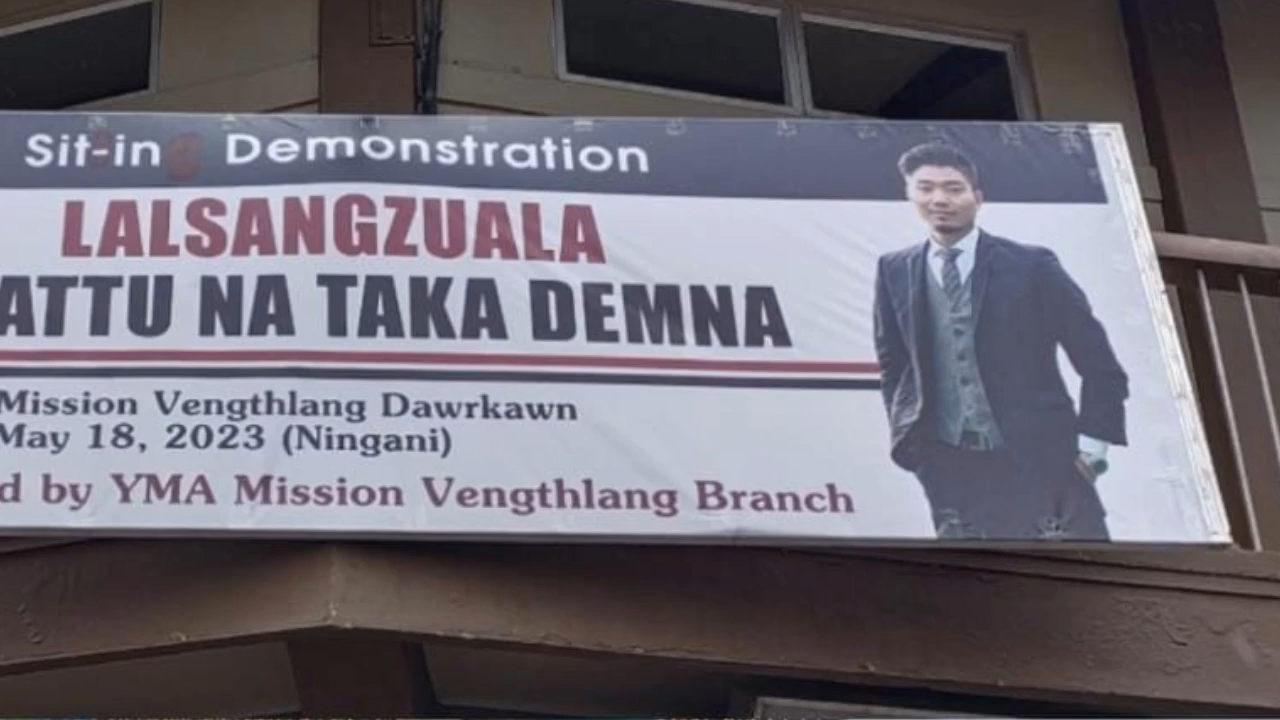 Sit-in Demonstration
LALSANGZUALA
ATTU NA TAKA DEMNA
Mission Vengthlang Dawrkawn
May 18, 2023 (Ningani)
d by YMA Mission Vengthlang Branch